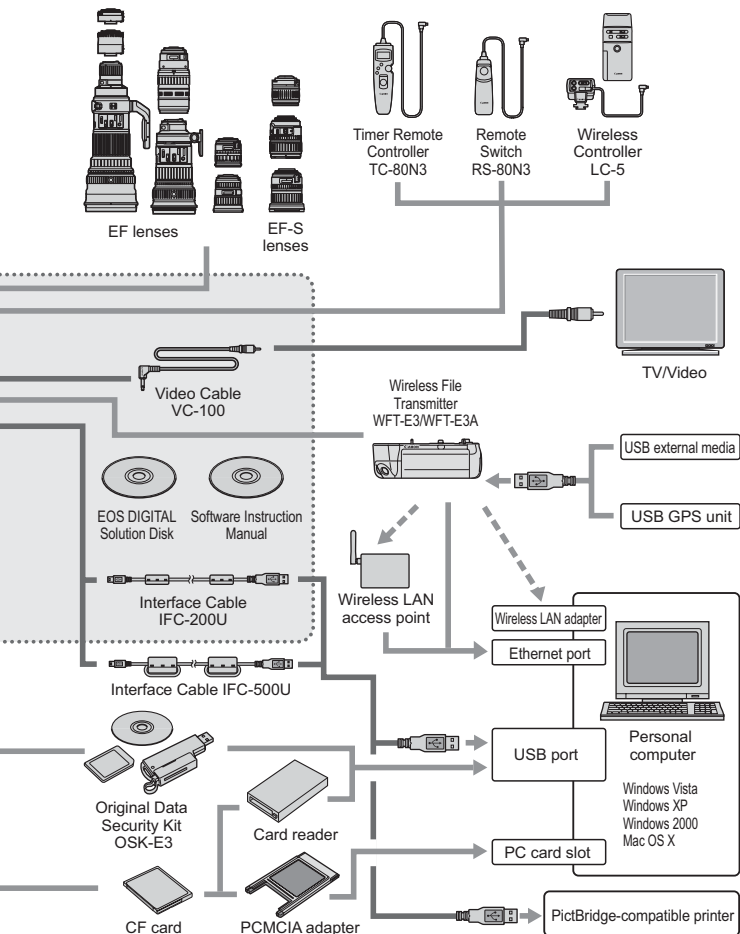 Timer Remote
Controller
TC-80N3
Remote
Switch
RS-80N3
Wireless
Controller
LC-5
EF lenses
EF-S
lenses
TV/Video
Video Cable
VC-100
Wireless File
Transmitter
WFT-E3/WFT-E3A
USB external media
USB GPS unit
EOS DIGITAL
Solution Disk
Software Instruction
Manual
Interface Cable
IFC-200U
Wireless LAN
access point
Wireless LAN adapter
Ethernet port
Interface Cable IFC-500U
USB port
Personal
computer
Windows Vista
Windows XP
Windows 2000
Mac OS X
Original Data
Security Kit
OSK-E3
Card reader
PC card slot
CF card
PCMCIA adapter
PictBridge-compatible printer